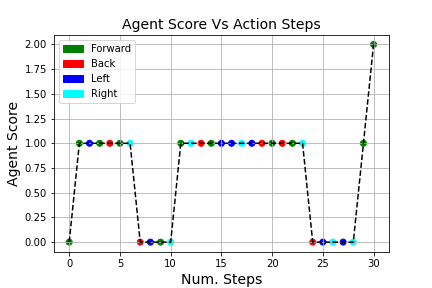 Agent Score Vs Action Steps
Agent Score
2.00
1.75
1.50
1.25
1.00
0.75
0.50
0.25
0.00
Forward
Back
Left
Right
0 5 10 15 20 25 30
Num. Steps